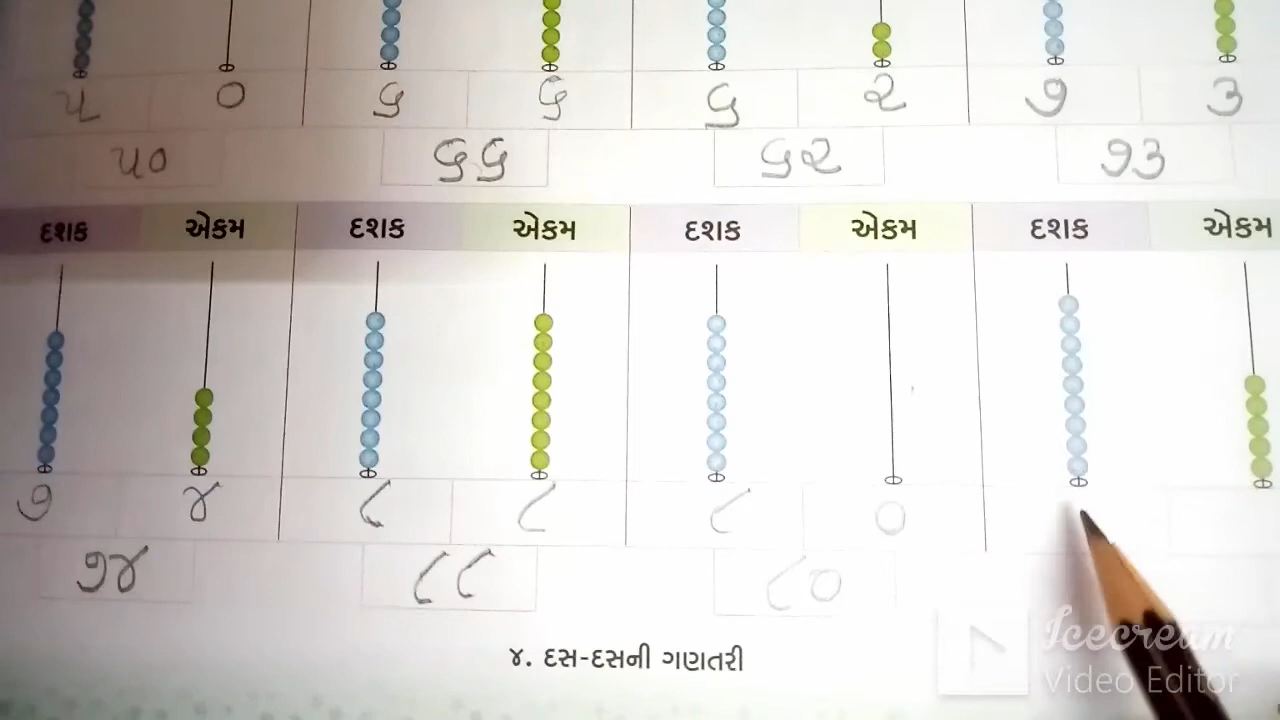 ૫ ૦ ૬ ૬ ૬ ૨ ૭ ૩
૫૦ ૬૬ ૬૨ ૭૩
દશક એકમ દશક એકમ દશક એકમ દશક એકમ
૭ ૪ ૮ ૮ ૮ ૦
૭૪ ૮૮ ૮૦
૪. દસ-દસની ગણતરી
Icecream
Video Editor